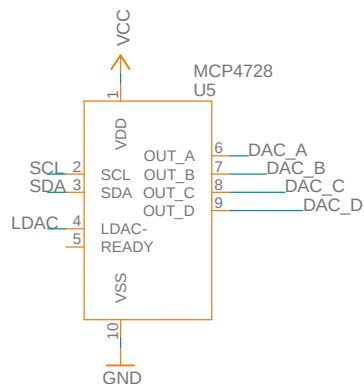 VCC
MCP4728
U5
1
VDD
6
DAC_A
OUT_A
7
DAC_B
SCL
2
SCL
OUT_B
8
DAC_C
SDA
3
SDA
OUT_C
9
DAC_D
OUT_D
LDAC
4
LDAC-
5
READY
VSS
10
GND